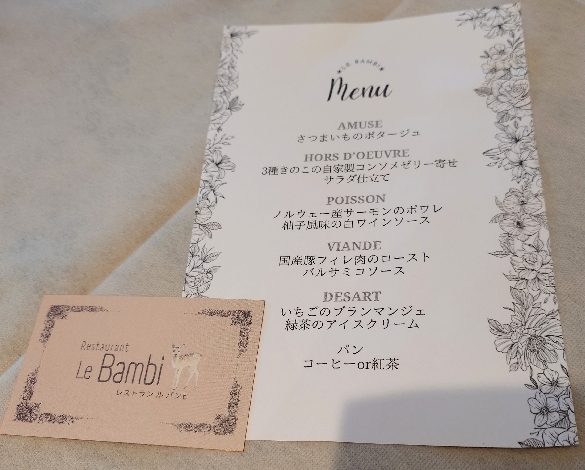 LE BAMBI
Menu
AMUSE
さつまいものポタージュ
HORS D'OEUVRE
3種きのこの自家製コンソメゼリー寄せ
サラダ仕立て
POISSON
ノルウェー産サーモンのポワレ
柚子風味の白ワインソース
VIANDE
国産豚フィレ肉のロースト
バルサミコソース
DESART
いちごのブランマンジェ
緑茶のアイスクリーム
パン
コーヒーor紅茶
Restaurant
Le Bambi
レストラン ル バンビ